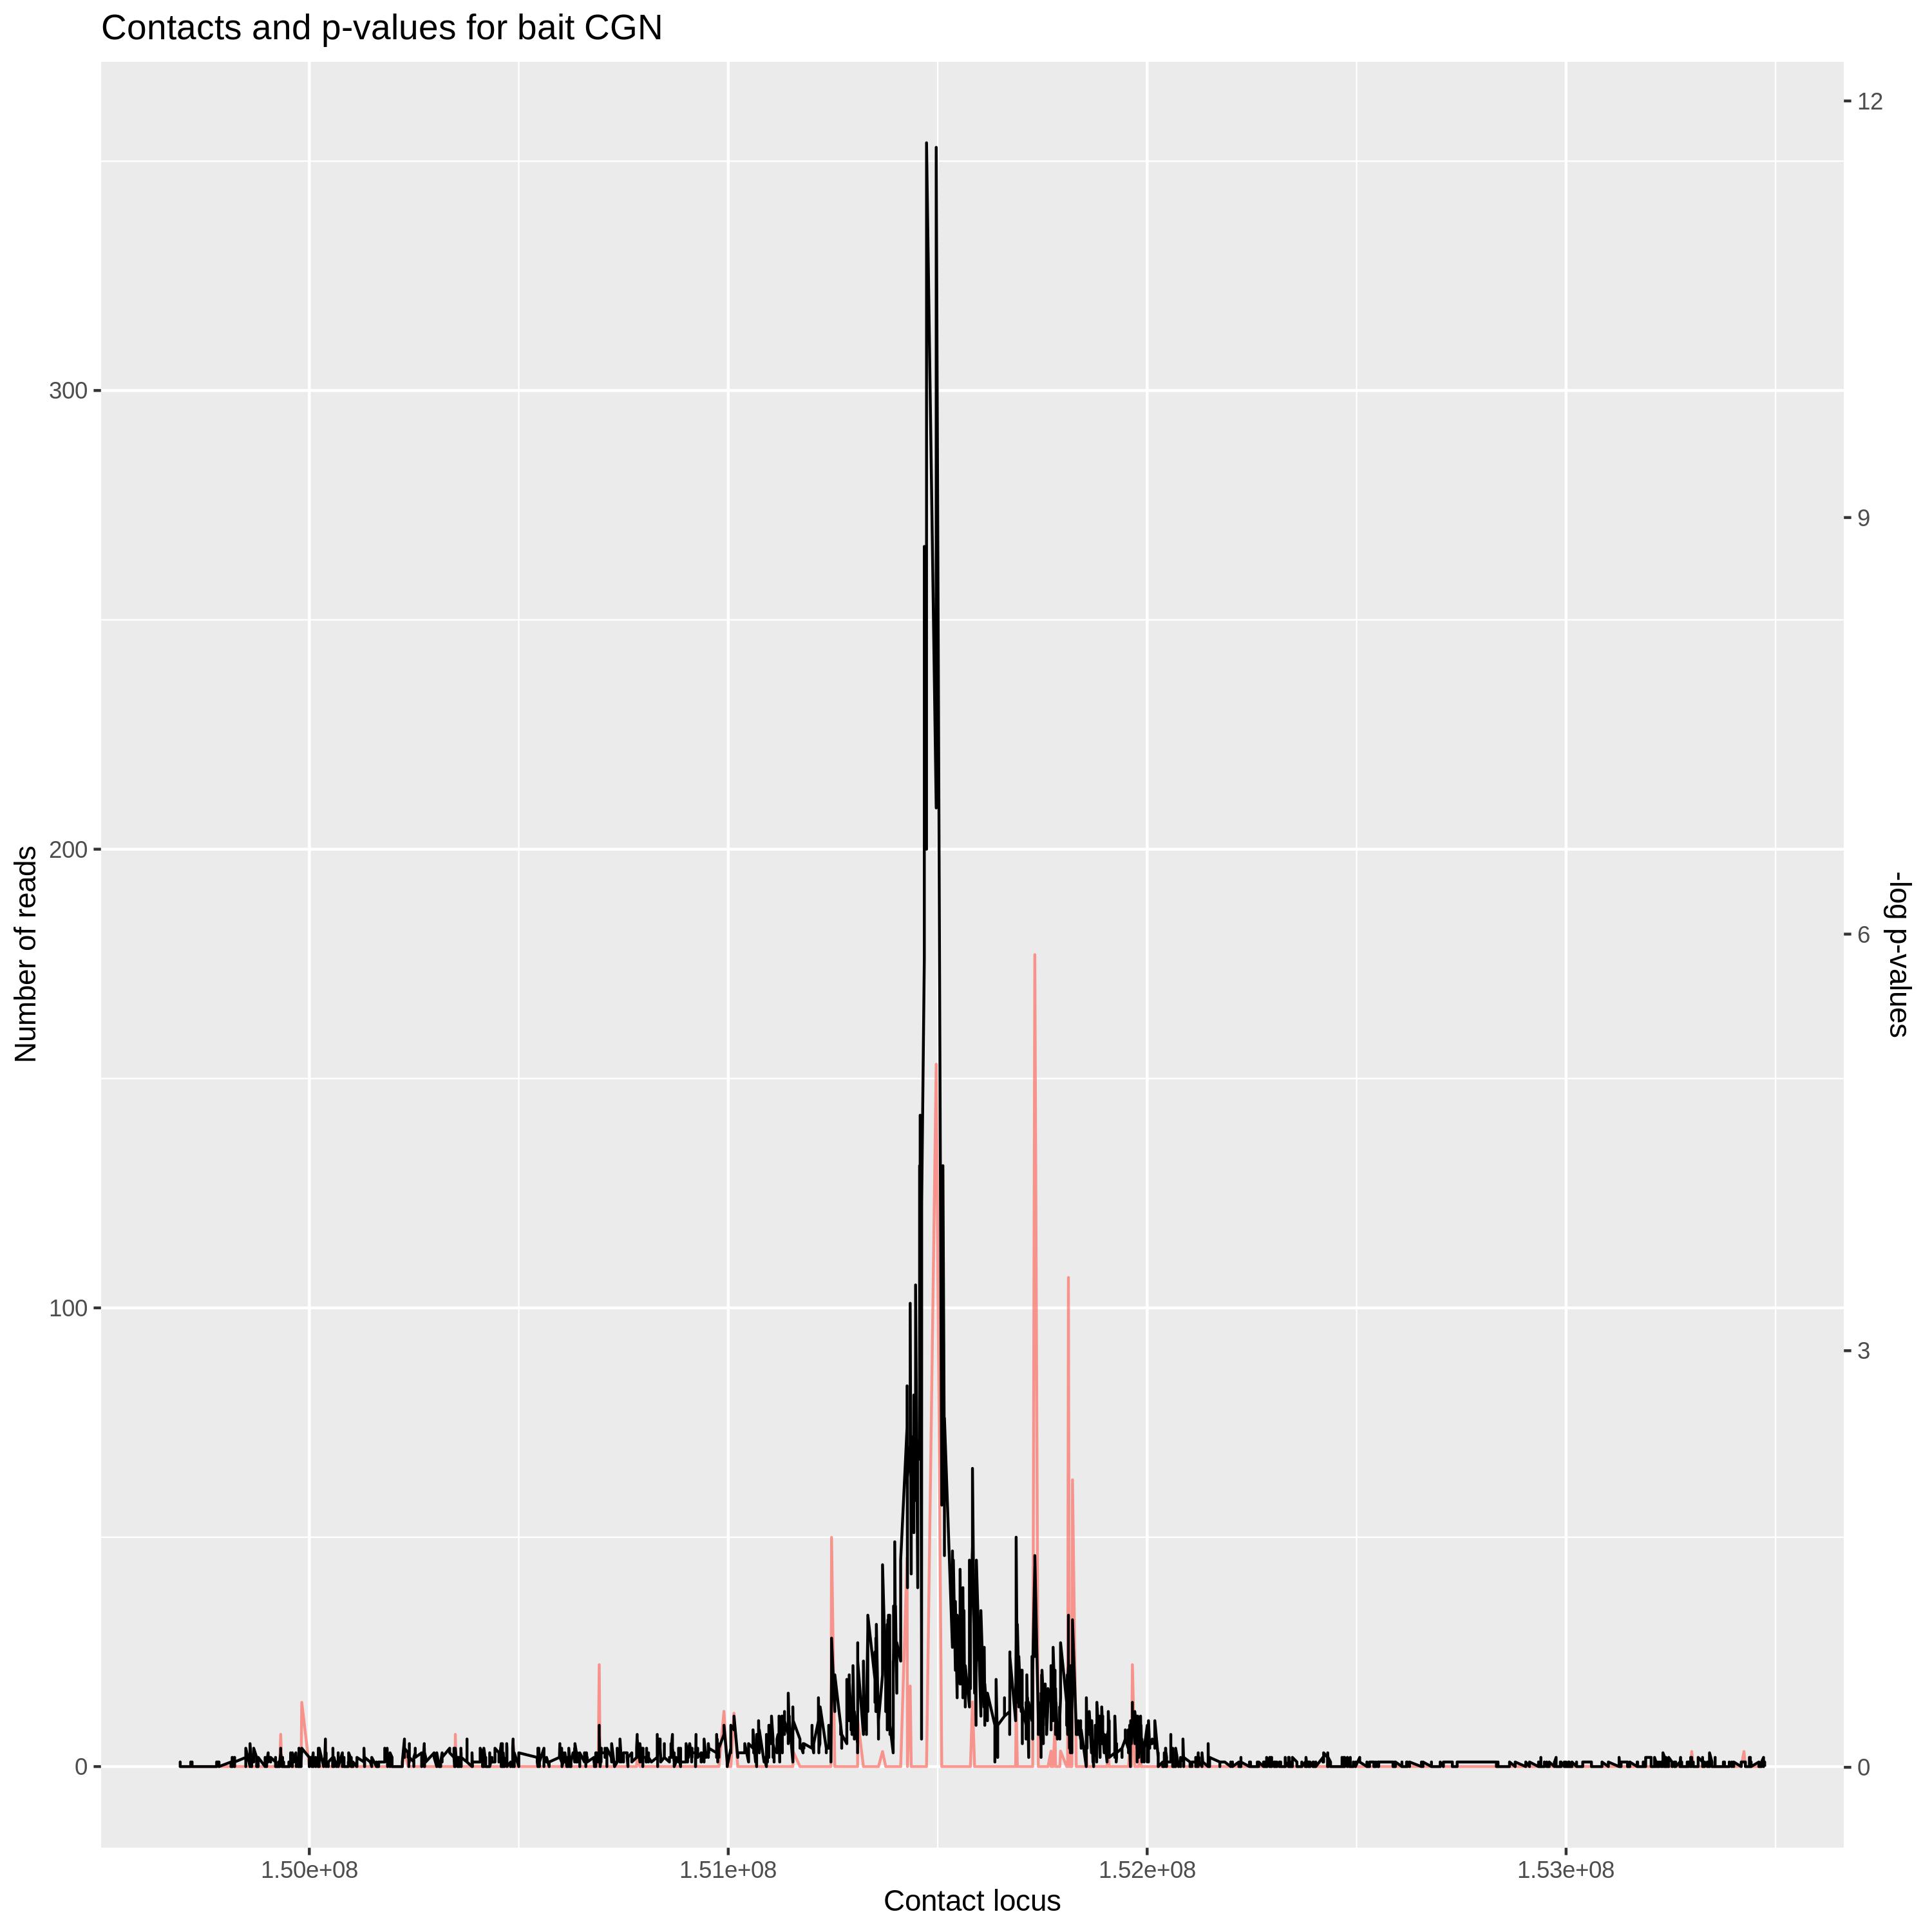 Contacts and p-values for bait CGN
12
300
9
200
6
Number of reads
-log p-values
100
3
0
0
1.50e+08
1.51e+08
1.52e+08
1.53e+08
Contact locus